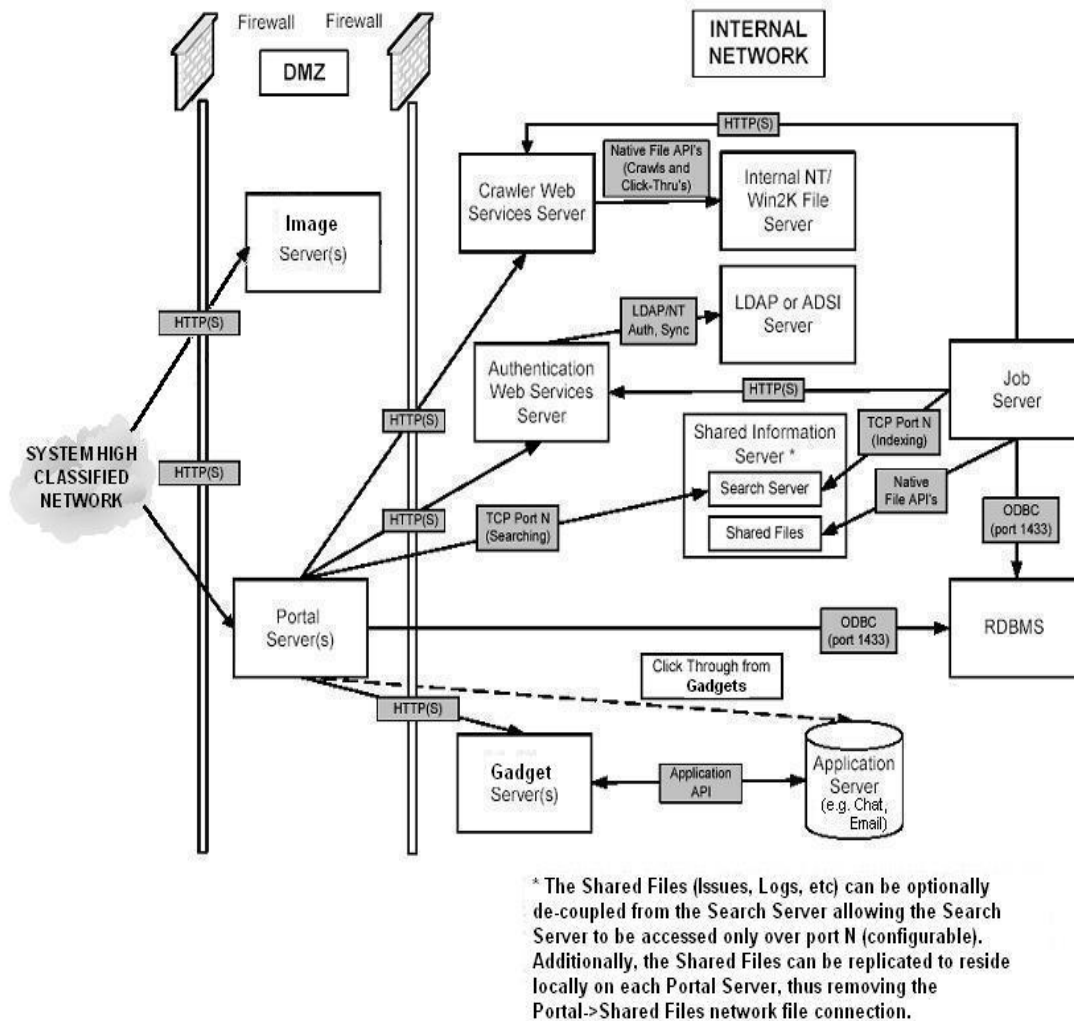 Firewall
Firewall
DMZ
INTERNAL
NETWORK
HTTP(S)
Native File API's
(Crawls and
Click-Thru's)
Crawler Web
Services Server
Internal NT/
Win2K File
Server
Image
Server(s)
LDAP/NT
Auth, Sync
LDAP or ADSI
Server
HTTP(S)
Authentication
Web Services
Server
HTTP(S)
Job
Server
HTTP(S)
TCP Port N
(Indexing)
Shared Information
Server *
SYSTEM HIGH
CLASSIFIED
NETWORK
HTTP(S)
Search Server
Native
File API's
HTTP(S)
TCP Port N
(Searching)
Shared Files
ODBC
(port 1433)
Portal
Server(s)
ODBC
(port 1433)
RDBMS
Click Through from
Gadgets
HTTP(S)
Gadget
Server(s)
Application
API
Application
Server
(e.g. Chat,
Email)
* The Shared Files (Issues, Logs, etc) can be optionally
de-coupled from the Search Server allowing the Search
Server to be accessed only over port N (configurable).
Additionally, the Shared Files can be replicated to reside
locally on each Portal Server, thus removing the
Portal->Shared Files network file connection.